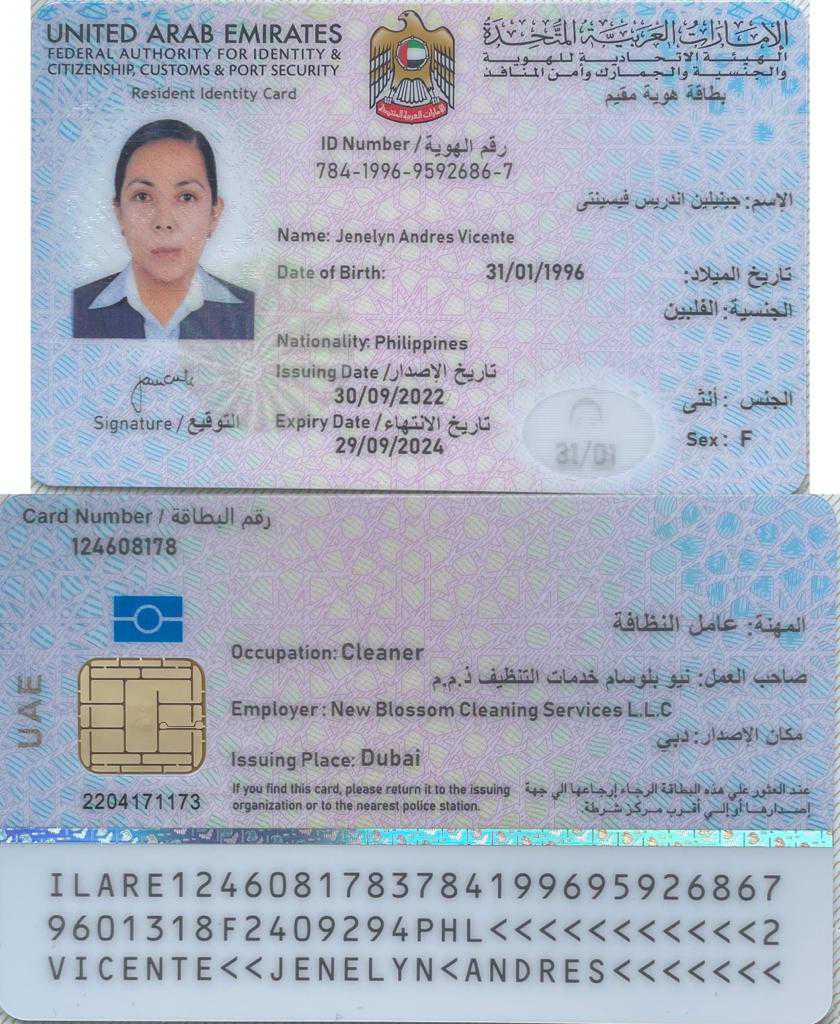 UNITED ARAB EMIRATES
FEDERAL AUTHORITY FOR IDENTITY &
CITIZENSHIP, CUSTOMS & PORT SECURITY
Resident Identity Card
الإمارات العربية المتحدة
الهيئة الاتحادية للهوية
والجنسية والجمارك وأمن المنافذ
بطاقة هوية مقيم
ID Number / رقم الهوية
784-1996-9592686-7
الإسم: جينيلين اندريس فيسينتى
Name: Jenelyn Andres Vicente
Date of Birth: 31/01/1996 تاريخ الميلاد:
الجنسية: الفلبين
Nationality: Philippines
Issuing Date / تاريخ الإصدار
30/09/2022
Expiry Date / تاريخ الانتهاء
29/09/2024
الجنس : أنثى
Sex: F
31/01
Signature / التوقيع
Card Number / رقم البطاقة
124608178
المهنة: عامل النظافة
Occupation: Cleaner
صاحب العمل: نيو بلوسام خدمات التنظيف ذ.م.م
Employer : New Blossom Cleaning Services L.L.C
مكان الإصدار: دبي
Issuing Place: Dubai
UAE
2204171173
If you find this card, please return it to the issuing
organization or to the nearest police station.
عند العثور على هذه البطاقة الرجاء إرجاعها الي جهة
إصدارها أو إلي أقرب مركز شرطة.
ILARE1246081783784199695926867
9601318F2409294PHL<<<<<<<<<<<2
VICENTE<<JENELYN<ANDRES<<<<<<<